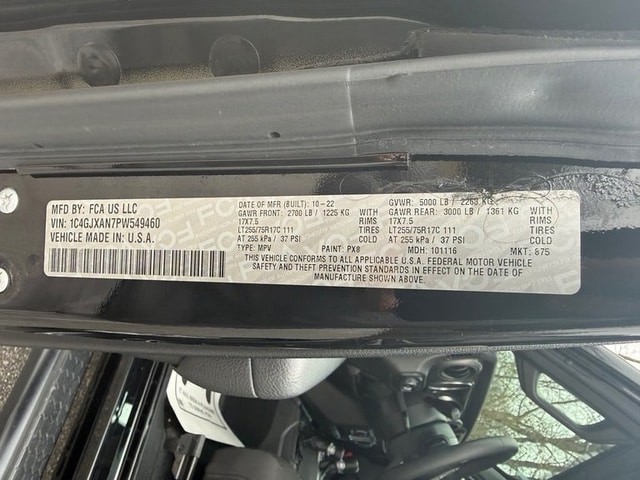 MFD BY: FCA US LLC
VIN: 1C4GJXAN7PW549460
VEHICLE MADE IN: U.S.A.
DATE OF MFR (BUILT): 10-22 GVWR: 5000 LB / 2263 KG
GAWR FRONT: 2700 LB / 1225 KG WITH GAWR REAR: 3000 LB / 1361 KG WITH
17X7.5 RIMS 17X7.5 RIMS
LT255/75R17C 111 TIRES LT255/75R17C 111 TIRES
AT 255 kPa / 37 PSI COLD AT 255 kPa / 37 PSI COLD
TYPE: MPV PAINT: PX8 MDH: 101116 MKT: 875
THIS VEHICLE CONFORMS TO ALL APPLICABLE U.S.A. FEDERAL MOTOR VEHICLE
SAFETY, BUMPER, AND THEFT PREVENTION STANDARDS IN EFFECT ON THE DATE OF
MANUFACTURE SHOWN ABOVE.